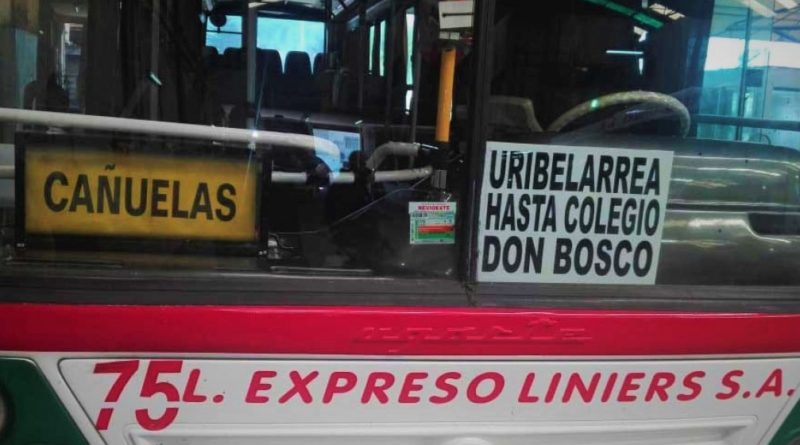 CAÑUELAS
URIBELARREA
HASTA COLEGIO
DON BOSCO
75 L. EXPRESO LINIERS S.A.